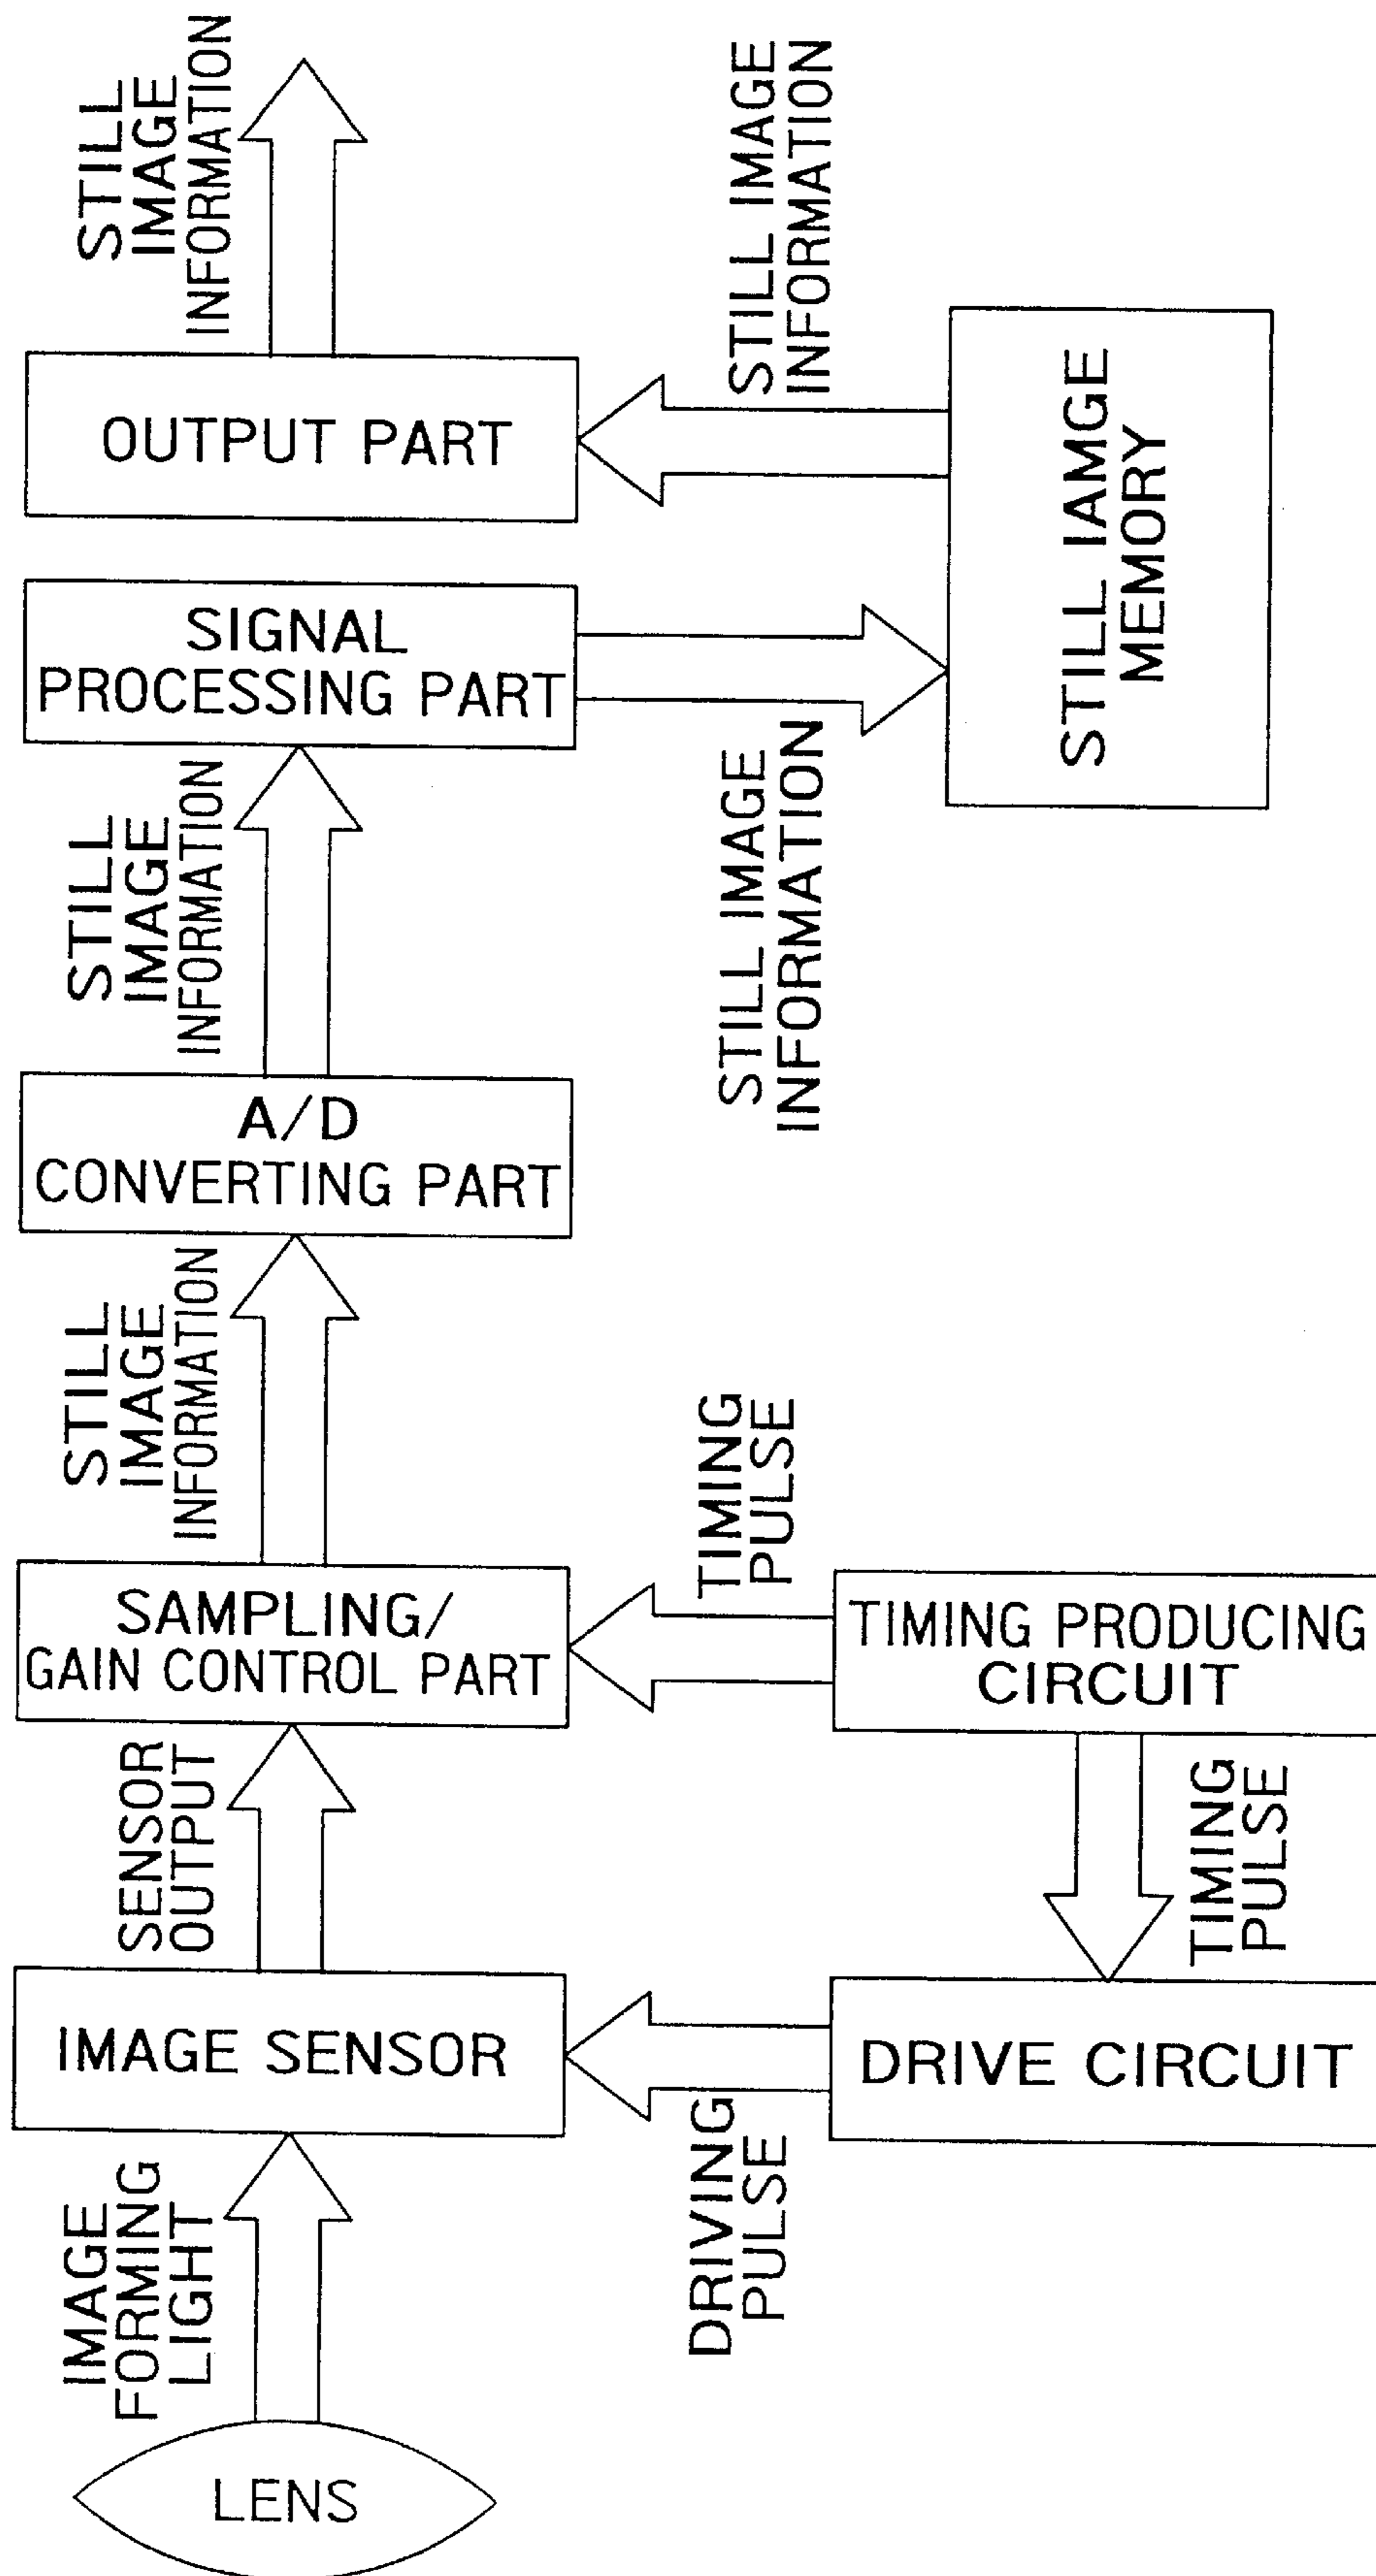 STILL
IMAGE
INFORMATION
OUTPUT PART
STILL IMAGE
INFORMATION
SIGNAL
PROCESSING PART
STILL IAMGE
MEMORY
STILL
IMAGE
INFORMATION
STILL IMAGE
INFORMATION
A/D
CONVERTING PART
STILL
IMAGE
INFORMATION
TIMING
PULSE
SAMPLING/
GAIN CONTROL PART
TIMING PRODUCING
CIRCUIT
SENSOR
OUTPUT
TIMING
PULSE
IMAGE SENSOR
DRIVE CIRCUIT
IMAGE
FORMING
LIGHT
DRIVING
PULSE
LENS